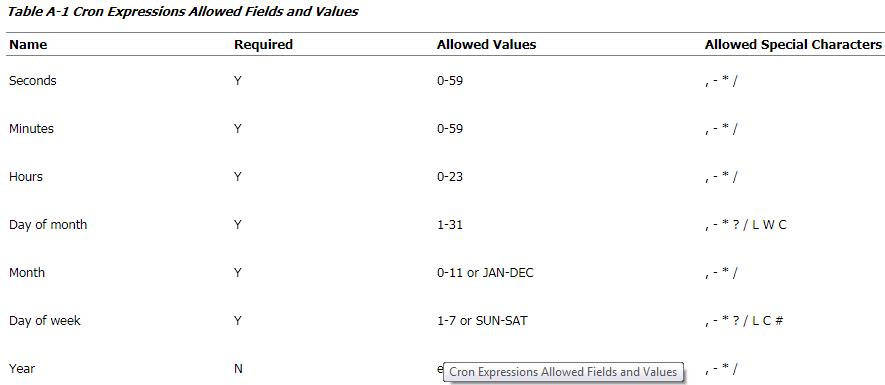 Table A-1 Cron Expressions Allowed Fields and Values
Name Required Allowed Values Allowed Special Characters
Seconds Y 0-59 , - * /
Minutes Y 0-59 , - * /
Hours Y 0-23 , - * /
Day of month Y 1-31 , - * ? / L W C
Month Y 0-11 or JAN-DEC , - * /
Day of week Y 1-7 or SUN-SAT , - * ? / L C #
Year N , - * /
Cron Expressions Allowed Fields and Values